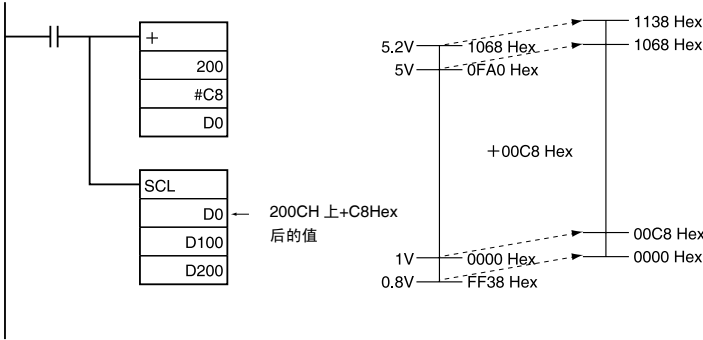 +
200
#C8
D0
SCL
D0
D100
D200
200CH 上+C8Hex
后的值
5.2V
1068 Hex
5V
0FA0 Hex
1V
0000 Hex
0.8V
FF38 Hex
+00C8 Hex
1138 Hex
1068 Hex
00C8 Hex
0000 Hex